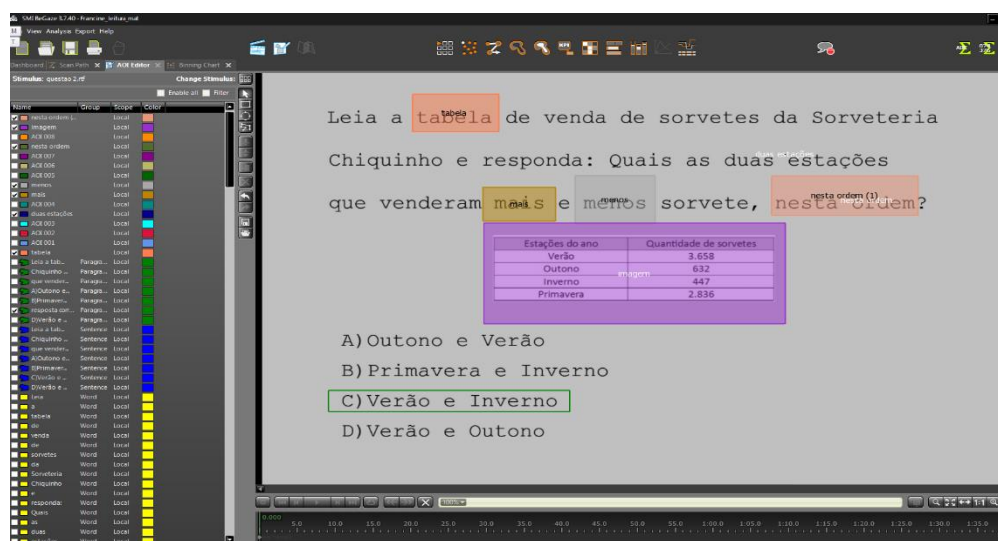 SMI BeGaze 3.7.40 - Francine_leitura_mat
View Analysis Export Help
Dashboard Scan Path AOI Editor Binning Chart
Stimulus: questao 2.rtf Change Stimulus:
Enable all Filter
Name Group Scope Color
nesta ordem (.. Local
imagem Local
AOI 008 Local
nesta ordem Local
AOI 007 Local
AOI 006 Local
AOI 005 Local
menos Local
mais Local
AOI 004 Local
duas estações Local
AOI 003 Local
AOI 002 Local
AOI 001 Local
tabela Local
Leia a tab... Paragra... Local
Chiquinho ... Paragra... Local
que vender... Paragra... Local
A)Outono e... Paragra... Local
B)Primaver... Paragra... Local
resposta cor... Paragra... Local
D)Verão e ... Paragra... Local
Leia a tab... Sentence Local
Chiquinho ... Sentence Local
que vender... Sentence Local
A)Outono e... Sentence Local
B)Primaver... Sentence Local
C)Verão e ... Sentence Local
D)Verão e ... Sentence Local
Leia Word Local
a Word Local
tabela Word Local
de Word Local
venda Word Local
de Word Local
sorvetes Word Local
da Word Local
Sorveteria Word Local
Chiquinho Word Local
e Word Local
responda: Word Local
Quais Word Local
as Word Local
duas Word Local
Leia a tabela de venda de sorvetes da Sorveteria
tabela
Chiquinho e responda: Quais as duas estações
duas estações
que venderam mais e menos sorvete, nesta ordem?
mais menos nesta ordem (1) nesta ordem
Estações do ano Quantidade de sorvetes
Verão 3.658
Outono 632
imagem
Inverno 447
Primavera 2.836
A)Outono e Verão
B)Primavera e Inverno
C)Verão e Inverno
D)Verão e Outono
100% 1:1
0.000
5.0 10.0 15.0 20.0 25.0 30.0 35.0 40.0 45.0 50.0 55.0 1:00.0 1:05.0 1:10.0 1:15.0 1:20.0 1:25.0 1:30.0 1:35.0